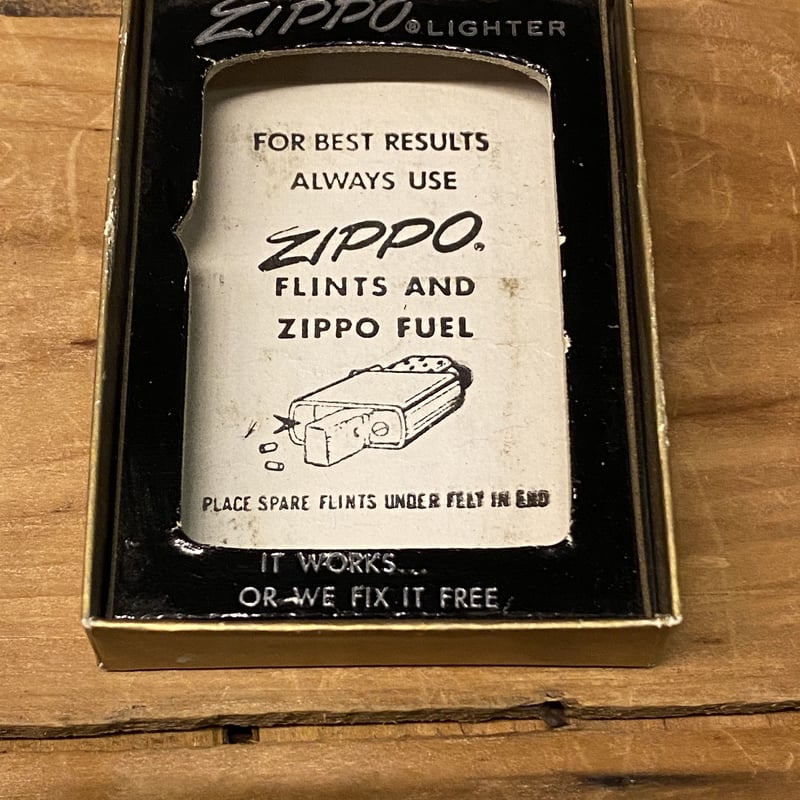 ZIPPO® LIGHTER
FOR BEST RESULTS
ALWAYS USE
ZIPPO®
FLINTS AND
ZIPPO FUEL
PLACE SPARE FLINTS UNDER FELT IN END
IT WORKS...
OR WE FIX IT FREE